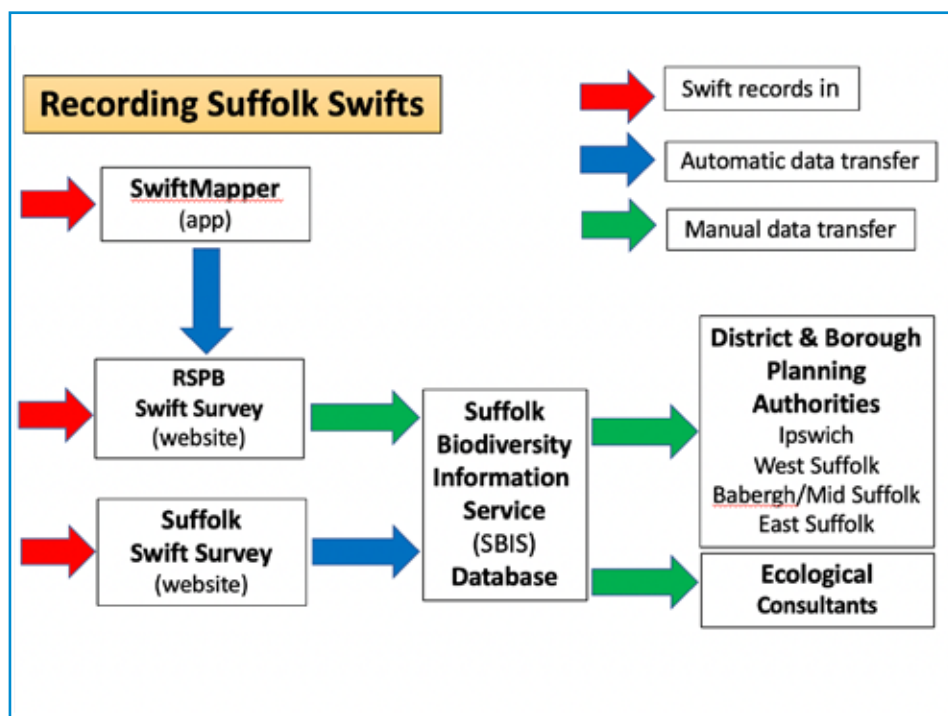 Recording Suffolk Swifts
Swift records in
Automatic data transfer
Manual data transfer
SwiftMapper
(app)
RSPB
Swift Survey
(website)
Suffolk
Swift Survey
(website)
Suffolk
Biodiversity
Information
Service
(SBIS)
Database
District & Borough
Planning
Authorities
Ipswich
West Suffolk
Babergh/Mid Suffolk
East Suffolk
Ecological
Consultants